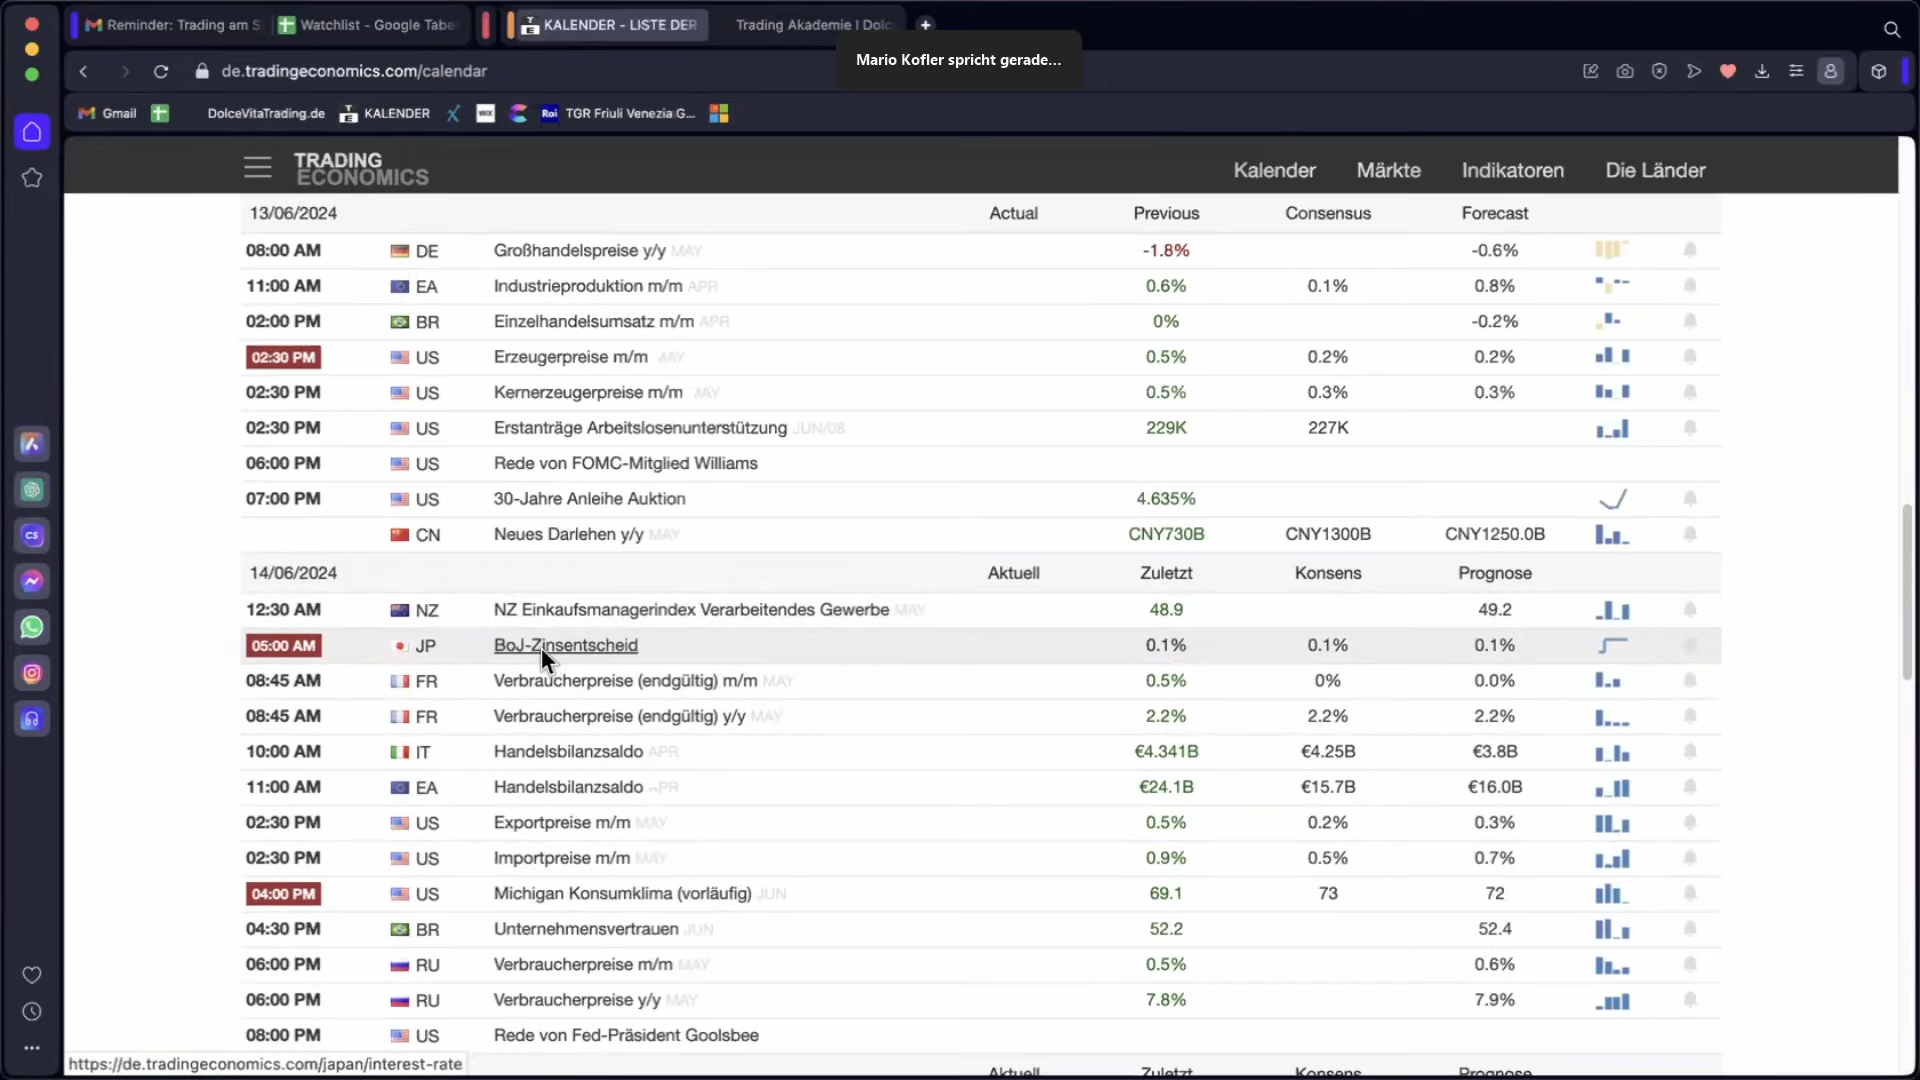 Reminder: Trading am S
Watchlist - Google Tabe
KALENDER - LISTE DER
Trading Akademie | Dolc
Mario Kofler spricht gerade...
de.tradingeconomics.com/calendar
Gmail
DolceVitaTrading.de
KALENDER
WIX
Roi
TGR Friuli Venezia G...
TRADING
ECONOMICS
Kalender Märkte Indikatoren Die Länder
13/06/2024 Actual Previous Consensus Forecast
08:00 AM DE Großhandelspreise y/y MAY -1.8% -0.6%
11:00 AM EA Industrieproduktion m/m APR 0.6% 0.1% 0.8%
02:00 PM BR Einzelhandelsumsatz m/m APR 0% -0.2%
02:30 PM US Erzeugerpreise m/m MAY 0.5% 0.2% 0.2%
02:30 PM US Kernerzeugerpreise m/m MAY 0.5% 0.3% 0.3%
02:30 PM US Erstanträge Arbeitslosenunterstützung JUN/08 229K 227K
06:00 PM US Rede von FOMC-Mitglied Williams
07:00 PM US 30-Jahre Anleihe Auktion 4.635%
CN Neues Darlehen y/y MAY CNY730B CNY1300B CNY1250.0B
14/06/2024 Aktuell Zuletzt Konsens Prognose
12:30 AM NZ NZ Einkaufsmanagerindex Verarbeitendes Gewerbe MAY 48.9 49.2
05:00 AM JP BoJ-Zinsentscheid 0.1% 0.1% 0.1%
08:45 AM FR Verbraucherpreise (endgültig) m/m MAY 0.5% 0% 0.0%
08:45 AM FR Verbraucherpreise (endgültig) y/y MAY 2.2% 2.2% 2.2%
10:00 AM IT Handelsbilanzsaldo APR €4.341B €4.25B €3.8B
11:00 AM EA Handelsbilanzsaldo APR €24.1B €15.7B €16.0B
02:30 PM US Exportpreise m/m MAY 0.5% 0.2% 0.3%
02:30 PM US Importpreise m/m MAY 0.9% 0.5% 0.7%
04:00 PM US Michigan Konsumklima (vorläufig) JUN 69.1 73 72
04:30 PM BR Unternehmensvertrauen JUN 52.2 52.4
06:00 PM RU Verbraucherpreise m/m MAY 0.5% 0.6%
06:00 PM RU Verbraucherpreise y/y MAY 7.8% 7.9%
08:00 PM US Rede von Fed-Präsident Goolsbee
Aktuell Zuletzt Konsens Prognose
https://de.tradingeconomics.com/japan/interest-rate
CS